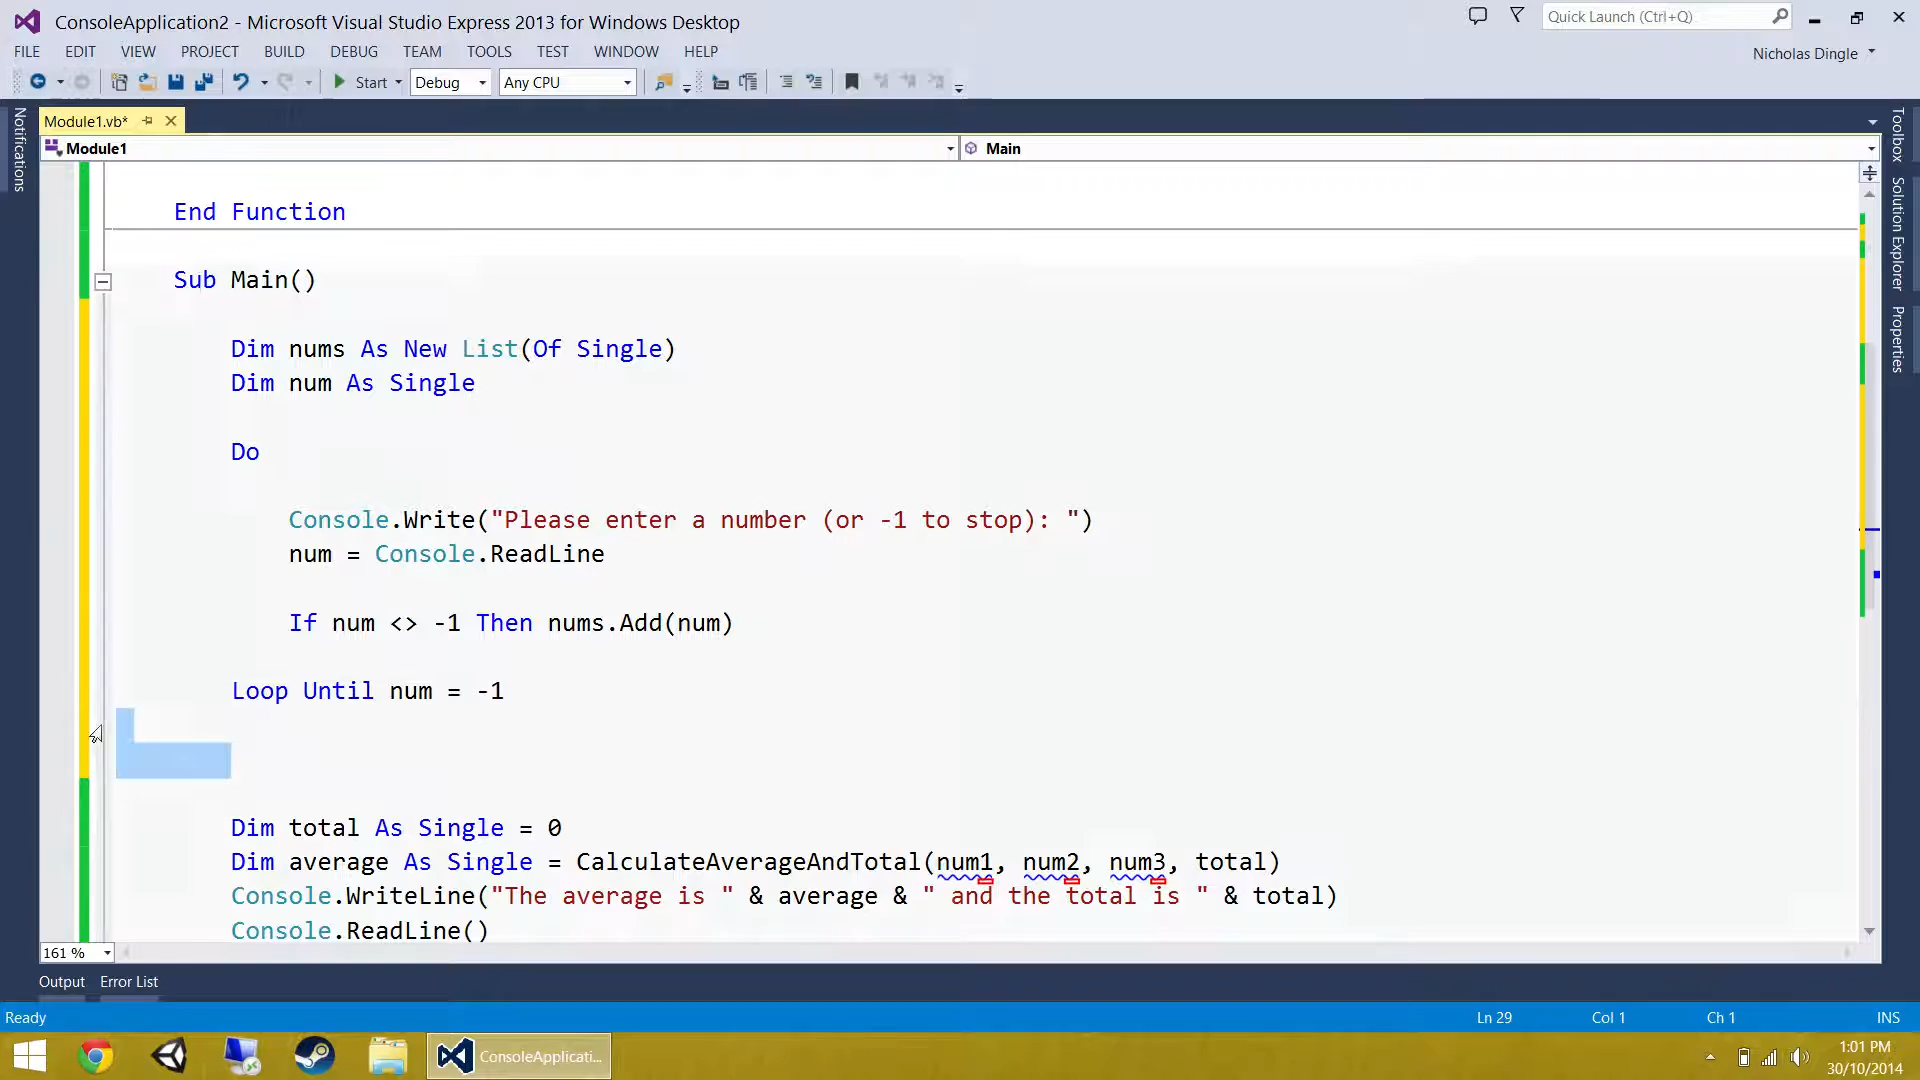 ConsoleApplication2 - Microsoft Visual Studio Express 2013 for Windows Desktop
Quick Launch (Ctrl+Q)
FILE EDIT VIEW PROJECT BUILD DEBUG TEAM TOOLS TEST WINDOW HELP
Nicholas Dingle
Start Debug Any CPU
Notifications
Module1.vb*
Toolbox
Solution Explorer
Properties
Module1 Main
End Function
Sub Main()
Dim nums As New List(Of Single)
Dim num As Single
Do
Console.Write("Please enter a number (or -1 to stop): ")
num = Console.ReadLine
If num <> -1 Then nums.Add(num)
Loop Until num = -1
Dim total As Single = 0
Dim average As Single = CalculateAverageAndTotal(num1, num2, num3, total)
Console.WriteLine("The average is " & average & " and the total is " & total)
Console.ReadLine()
161 %
Output Error List
Ready Ln 29 Col 1 Ch 1 INS
ConsoleApplicati...
1:01 PM
30/10/2014